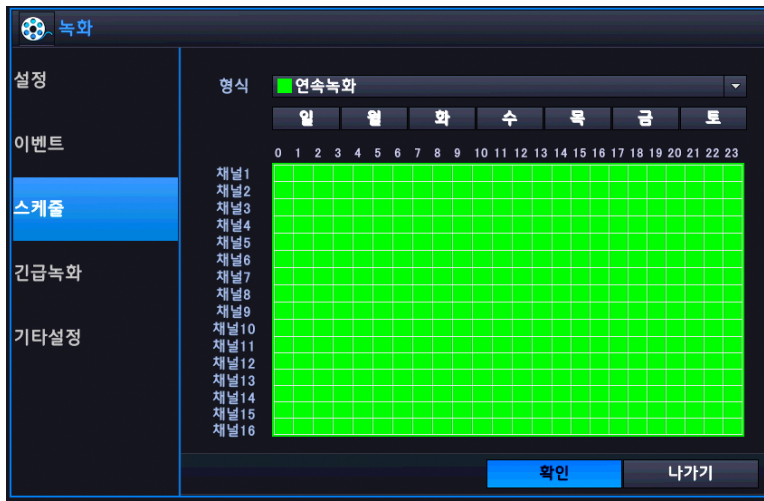 녹화
설정
이벤트
스케줄
긴급녹화
기타설정
형식 연속녹화
일 월 화 수 목 금 토
0 1 2 3 4 5 6 7 8 9 10 11 12 13 14 15 16 17 18 19 20 21 22 23
채널1
채널2
채널3
채널4
채널5
채널6
채널7
채널8
채널9
채널10
채널11
채널12
채널13
채널14
채널15
채널16
확인 나가기